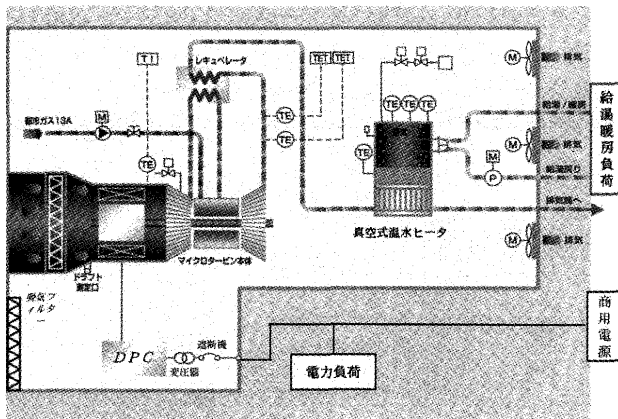 レキュペレータ
TI
TET
TET
M
排気
都市ガス13A
M
TE
TE
TE
TE
TE
TE
TE
給湯/暖房
給湯暖房負荷
M
排気
M
P
給湯戻り
排気筒へ
M
排気
真空式温水ヒータ
マイクロタービン本体
ドラフト
測定口
吸気フィルター
DPC
変圧器
遮断機
電力負荷
商用電源